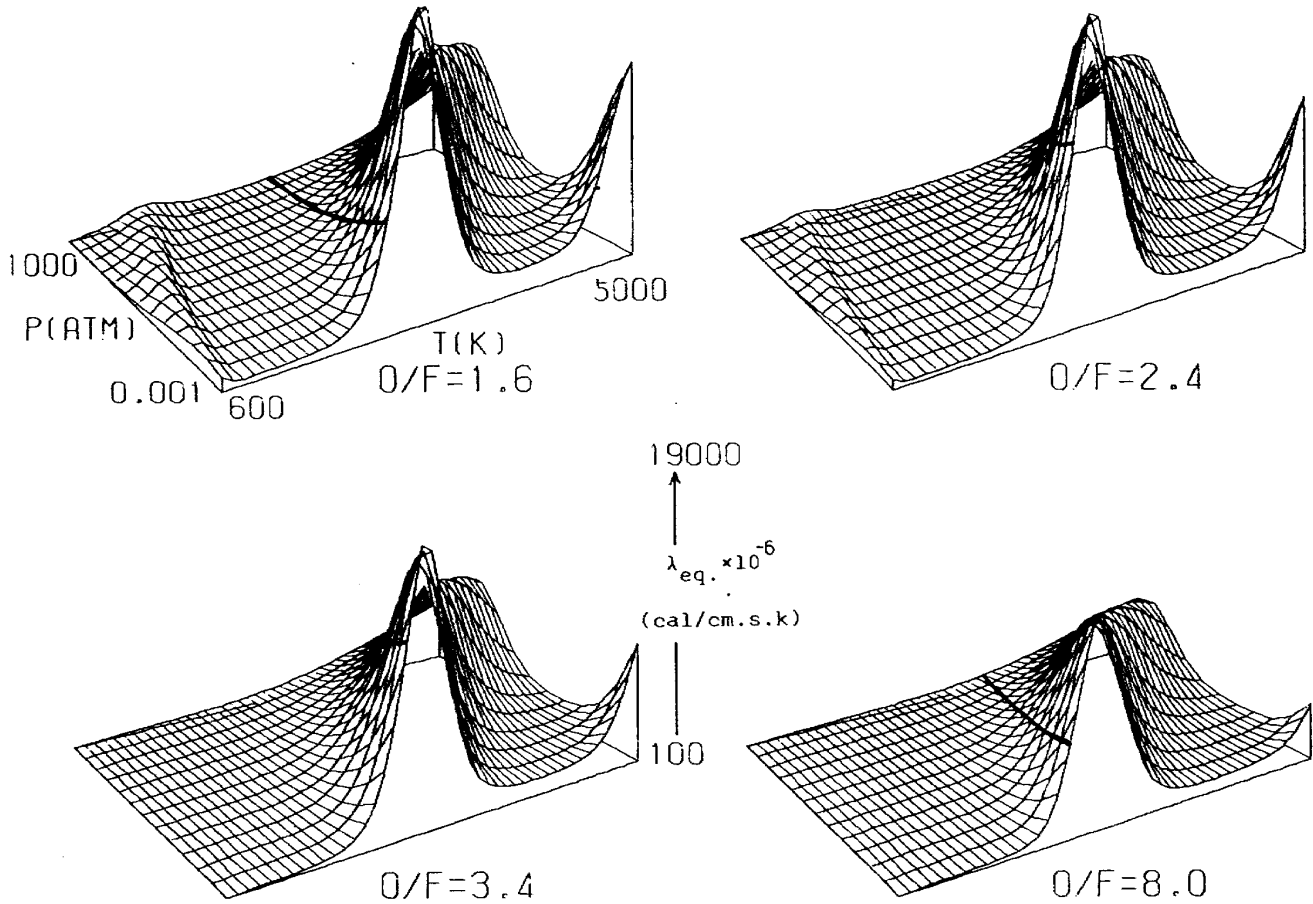 1000
P(ATM)
0.001
600
T(K)
5000
O/F=1.6
O/F=2.4
19000
λeq. ×10-6
(cal/cm.s.k)
100
O/F=3.4
O/F=8.0